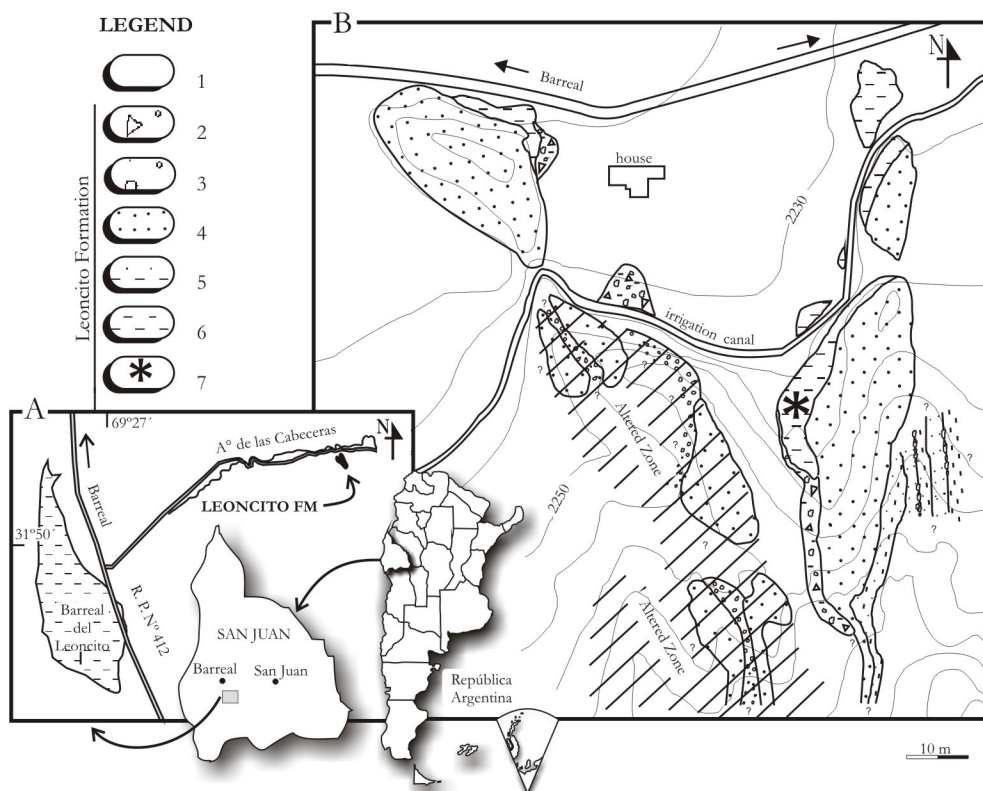 LEGEND
1
2
3
4
5
6
7
Leoncito Formation
*
B
N
Barreal
house
2230
irrigation canal
Altered Zone
2250
Altered Zone
*
?
?
?
?
?
?
?
?
?
?
?
?
A
69º27´
N
Aº de las Cabeceras
Barreal
LEONCITO FM
31º50´
R. P. Nº 412
Barreal
del
Leoncito
SAN JUAN
Barreal
San Juan
República
Argentina
10 m